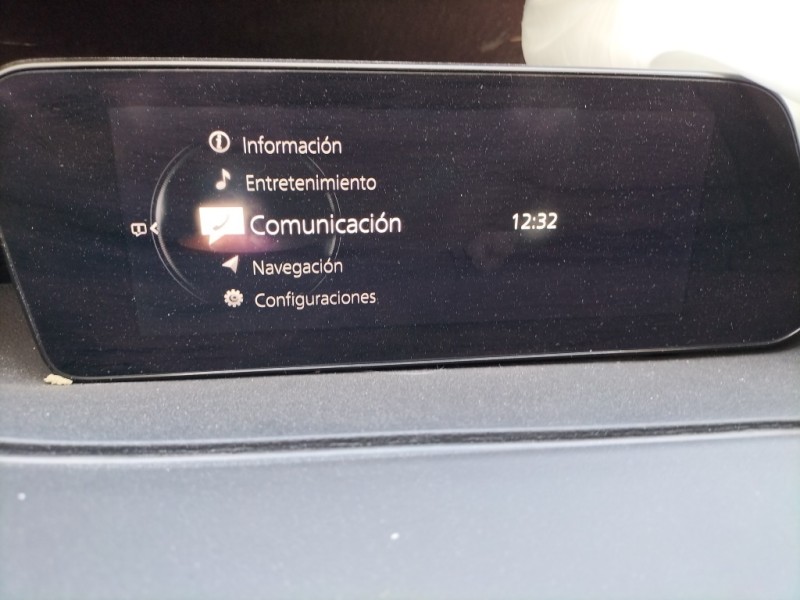 Información
Entretenimiento
Comunicación
12:32
Navegación
Configuraciones